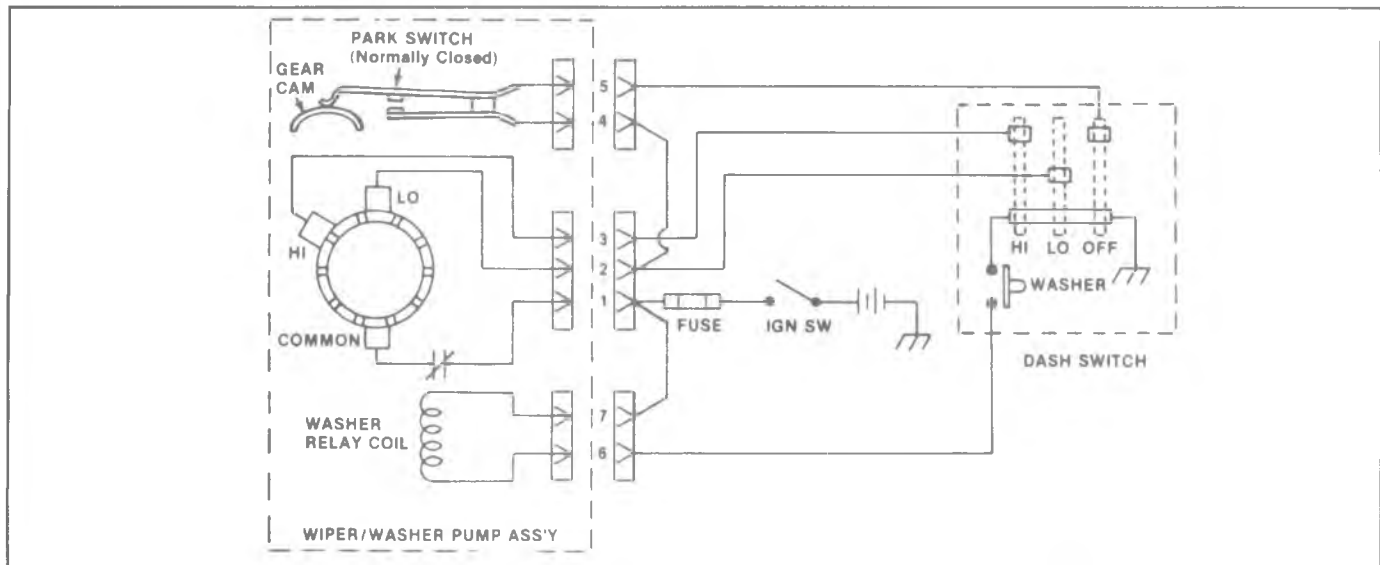 PARK SWITCH
(Normally Closed)
GEAR
CAM
5
4
LO
HI
3
2
1
COMMON
FUSE
IGN SW
HI LO OFF
WASHER
DASH SWITCH
WASHER
RELAY COIL
7
6
WIPER/WASHER PUMP ASS'Y